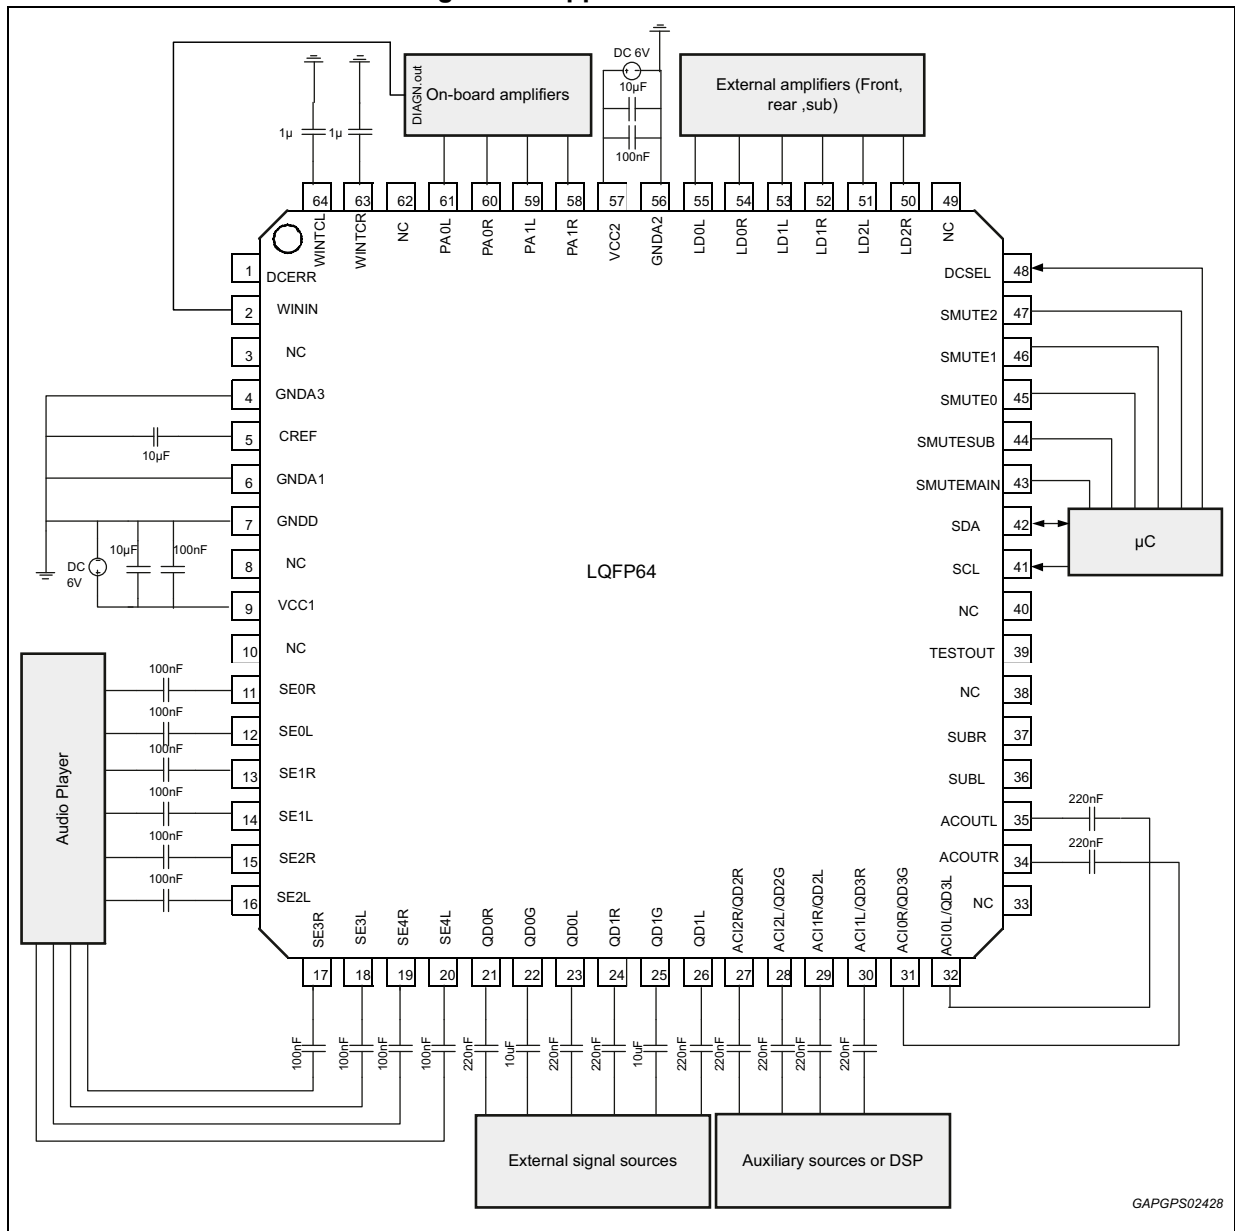 DC 6V
10µF
100nF
DIAGN.out
On-board amplifiers
External amplifiers (Front,
rear ,sub)
1µ
1µ
64
63
62
61
60
59
58
57
56
55
54
53
52
51
50
49
WINTCL
WINTCR
NC
PA0L
PA0R
PA1L
PA1R
VCC2
GNDA2
LD0L
LD0R
LD1L
LD1R
LD2L
LD2R
NC
1 DCERR
2 WININ
3 NC
4 GNDA3
5 CREF
10µF
6 GNDA1
7 GNDD
8 NC
DC
6V
10µF
100nF
9 VCC1
10 NC
Audio Player
100nF
11 SE0R
100nF
12 SE0L
100nF
13 SE1R
100nF
14 SE1L
100nF
15 SE2R
100nF
16 SE2L
LQFP64
DCSEL 48
SMUTE2 47
SMUTE1 46
SMUTE0 45
SMUTESUB 44
SMUTEMAIN 43
SDA 42
SCL 41
µC
NC 40
TESTOUT 39
NC 38
SUBR 37
SUBL 36
ACOUTL 35
220nF
ACOUTR 34
220nF
NC 33
SE3R
SE3L
SE4R
SE4L
QD0R
QD0G
QD0L
QD1R
QD1G
QD1L
ACI2R/QD2R
ACI2L/QD2G
ACI1R/QD2L
ACI1L/QD3R
ACI0R/QD3G
ACI0L/QD3L
17
18
19
20
21
22
23
24
25
26
27
28
29
30
31
32
100nF
100nF
100nF
100nF
220nF
10uF
220nF
220nF
10uF
220nF
220nF
220nF
220nF
220nF
External signal sources
Auxiliary sources or DSP
GAPGPS02428